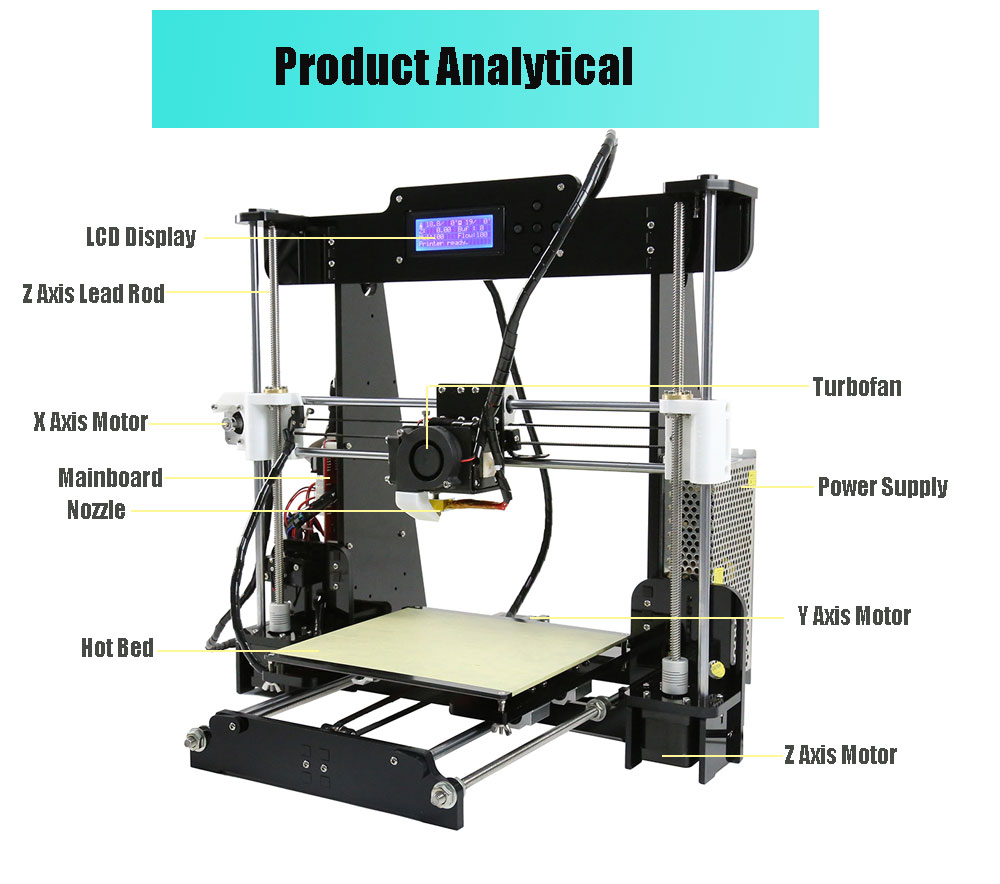 Product Analytical
LCD Display
Z Axis Lead Rod
X Axis Motor
Mainboard
Nozzle
Hot Bed
Turbofan
Power Supply
Y Axis Motor
Z Axis Motor
Printer ready.